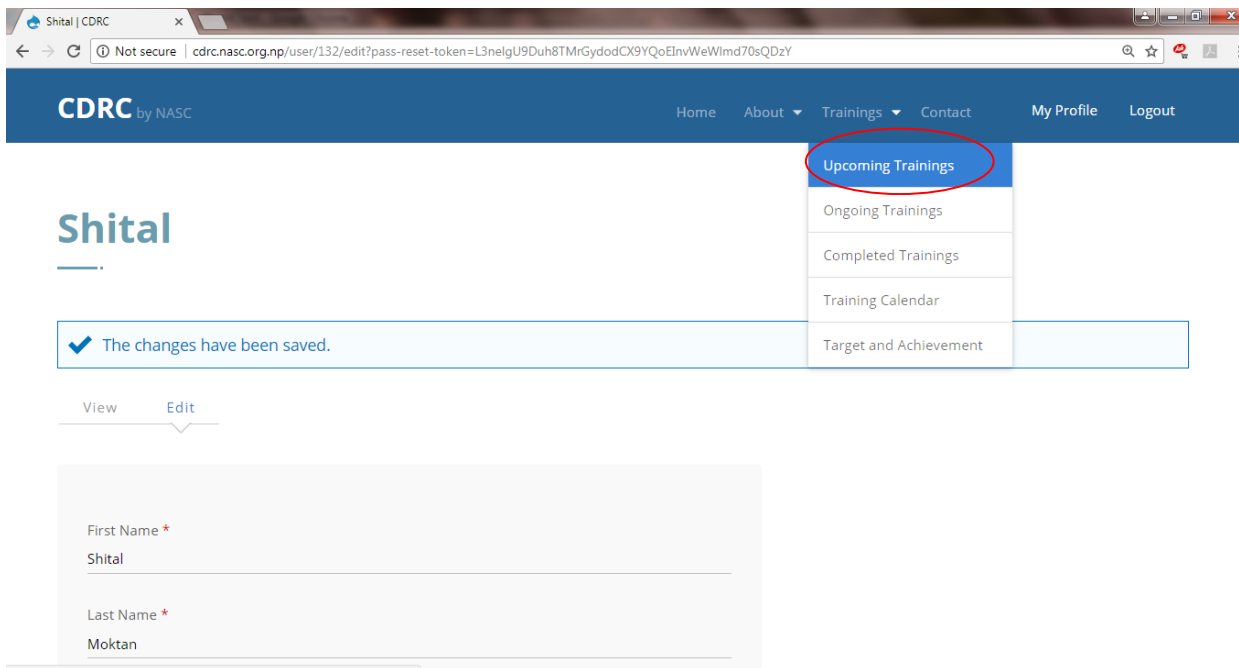 Shital | CDRC
Not secure | cdrc.nasc.org.np/user/132/edit?pass-reset-token=L3nelgU9Duh8TMrGydodCX9YQoEInvWeWlmd70sQDzY
CDRC by NASC Home About Trainings Contact My Profile Logout
Upcoming Trainings
Ongoing Trainings
Completed Trainings
Training Calendar
Target and Achievement
Shital
The changes have been saved.
View Edit
First Name *
Shital
Last Name *
Moktan